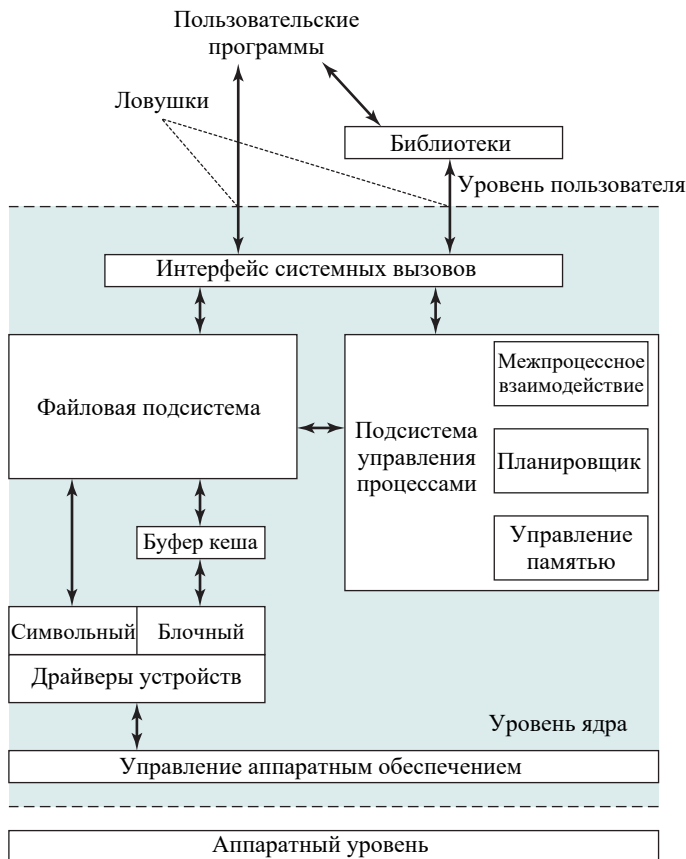 Пользовательские
программы
Ловушки
Библиотеки
Уровень пользователя
Интерфейс системных вызовов
Файловая подсистема
Подсистема
управления
процессами
Межпроцессное
взаимодействие
Планировщик
Управление
памятью
Буфер кеша
Символьный
Блочный
Драйверы устройств
Уровень ядра
Управление аппаратным обеспечением
Аппаратный уровень